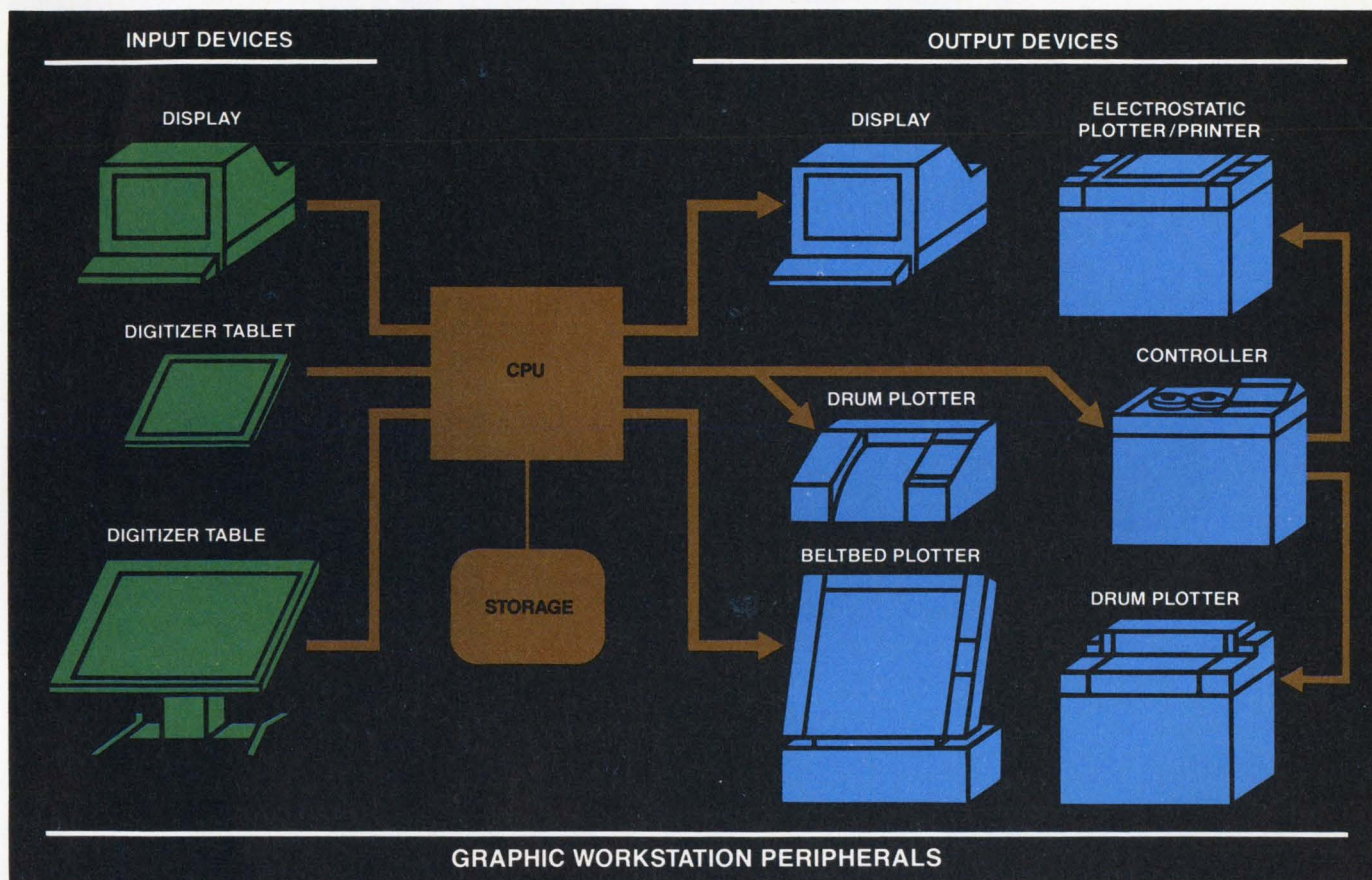 INPUT DEVICES
OUTPUT DEVICES
DISPLAY
DIGITIZER TABLET
DIGITIZER TABLE
CPU
STORAGE
DISPLAY
ELECTROSTATIC
PLOTTER/PRINTER
DRUM PLOTTER
CONTROLLER
BELTBED PLOTTER
DRUM PLOTTER
GRAPHIC WORKSTATION PERIPHERALS